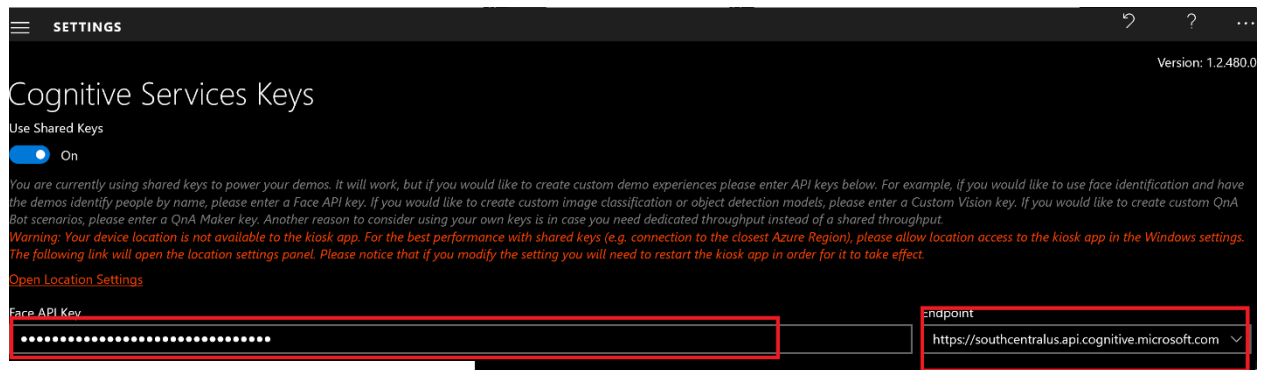 SETTINGS
Version: 1.2.480.0
Cognitive Services Keys
Use Shared Keys
On
You are currently using shared keys to power your demos. It will work, but if you would like to create custom demo experiences please enter API keys below. For example, if you would like to use face identification and have
the demos identify people by name, please enter a Face API key. If you would like to create custom image classification or object detection models, please enter a Custom Vision key. If you would like to create custom QnA
Bot scenarios, please enter a QnA Maker key. Another reason to consider using your own keys is in case you need dedicated throughput instead of a shared throughput.
Warning: Your device location is not available to the kiosk app. For the best performance with shared keys (e.g. connection to the closest Azure Region), please allow location access to the kiosk app in the Windows settings.
The following link will open the location settings panel. Please notice that if you modify the setting you will need to restart the kiosk app in order for it to take effect.
Open Location Settings
Face API Key
Endpoint
https://southcentralus.api.cognitive.microsoft.com